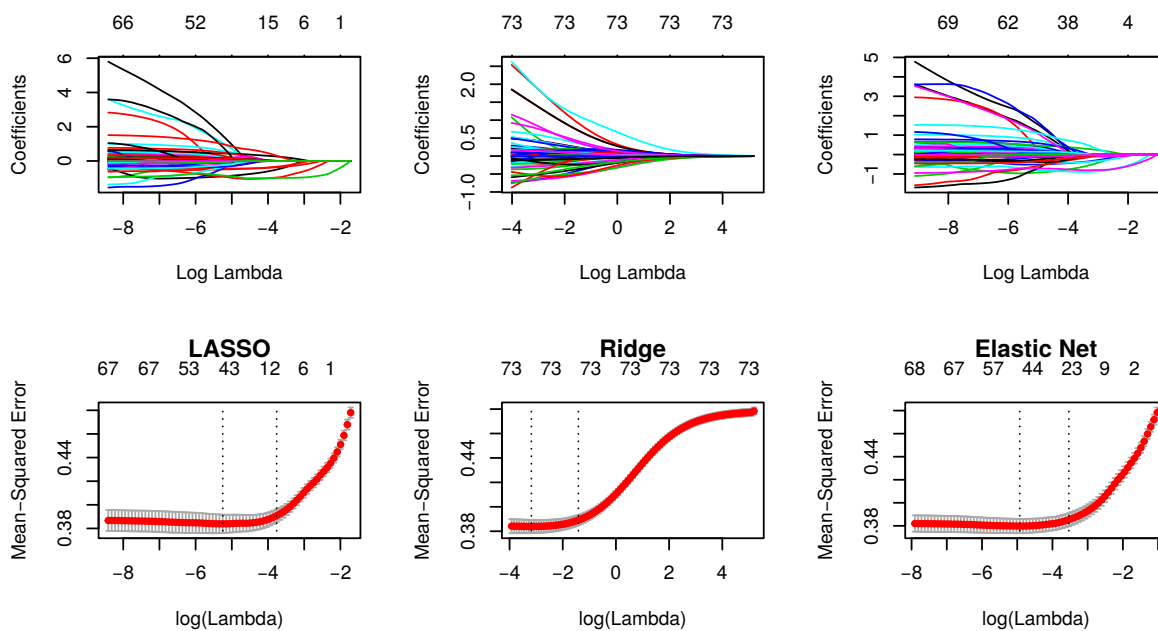 66 52 15 6 1
Coefficients
6
4
2
0
−8 −6 −4 −2
Log Lambda
73 73 73 73 73
Coefficients
2.0
0.5
−1.0
−4 −2 0 2 4
Log Lambda
69 62 38 4
Coefficients
5
3
1
−1
−8 −6 −4 −2
Log Lambda
LASSO
67 67 53 43 12 6 1
Mean−Squared Error
0.44
0.38
−8 −6 −4 −2
log(Lambda)
Ridge
73 73 73 73 73 73 73
Mean−Squared Error
0.44
0.38
−4 −2 0 2 4
log(Lambda)
Elastic Net
68 67 57 44 23 9 2
Mean−Squared Error
0.44
0.38
−8 −6 −4 −2
log(Lambda)